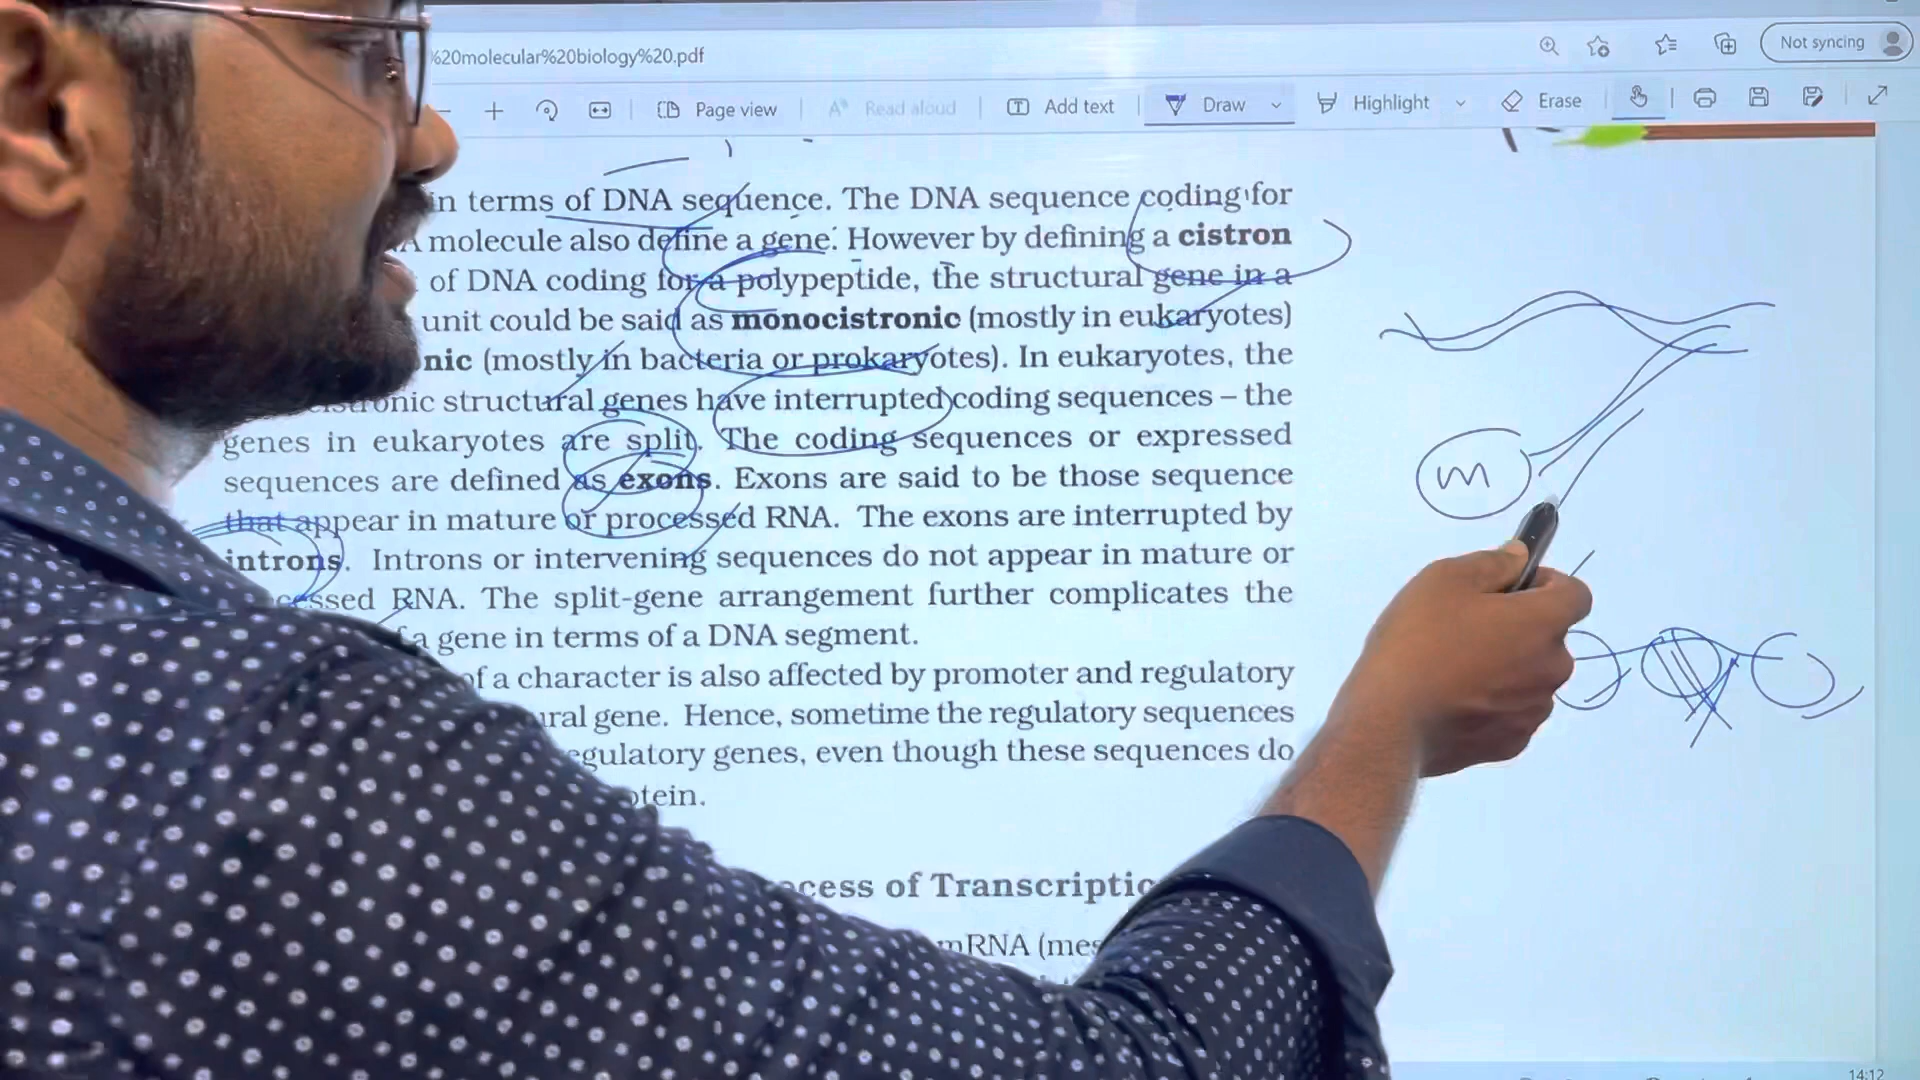 %20molecular%20biology%20.pdf
Not syncing
Page view
Read aloud
Add text
Draw
Highlight
Erase
in terms of DNA sequence. The DNA sequence coding for
A molecule also define a gene. However by defining a cistron
of DNA coding for a polypeptide, the structural gene in a
unit could be said as monocistronic (mostly in eukaryotes)
nic (mostly in bacteria or prokaryotes). In eukaryotes, the
stronic structural genes have interrupted coding sequences – the
genes in eukaryotes are split. The coding sequences or expressed
sequences are defined as exons. Exons are said to be those sequence
that appear in mature or processed RNA. The exons are interrupted by
introns. Introns or intervening sequences do not appear in mature or
cessed RNA. The split-gene arrangement further complicates the
a gene in terms of a DNA segment.
of a character is also affected by promoter and regulatory
ural gene. Hence, sometime the regulatory sequences
egulatory genes, even though these sequences do
otein.
m
cess of Transcriptio
mRNA (mes
14:12